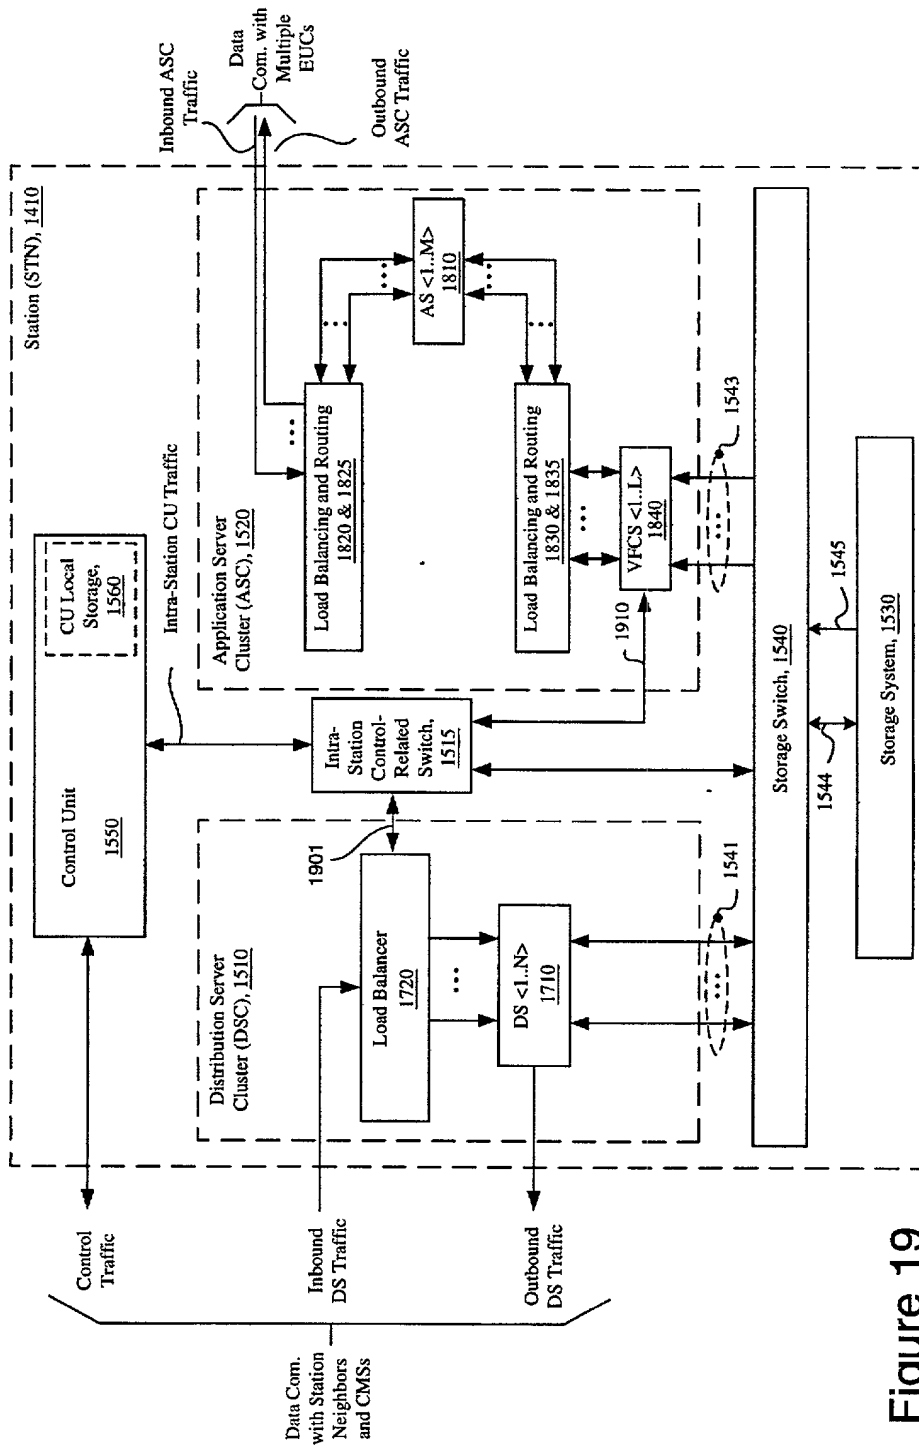 Station (STN), 1410
Control
Traffic
Control Unit
1550
CU Local
Storage,
1560
Intra-Station CU Traffic
Inbound ASC
Traffic
Data
Com. with
Multiple
EUCs
Outbound
ASC Traffic
Data Com.
with Station
Neighbors
and CMSs
Inbound
DS Traffic
Outbound
DS Traffic
Distribution Server
Cluster (DSC), 1510
Load Balancer
1720
...
DS <1..N>
1710
1901
Intra-
Station
Control-
Related
Switch,
1515
Application Server
Cluster (ASC), 1520
...
Load Balancing and Routing
1820 & 1825
...
...
AS <1..M>
1810
...
...
Load Balancing and Routing
1830 & 1835
...
VFCS <1..L>
1840
1910
...
1541
...
1543
Storage Switch, 1540
1544
1545
Storage System, 1530
Figure 19